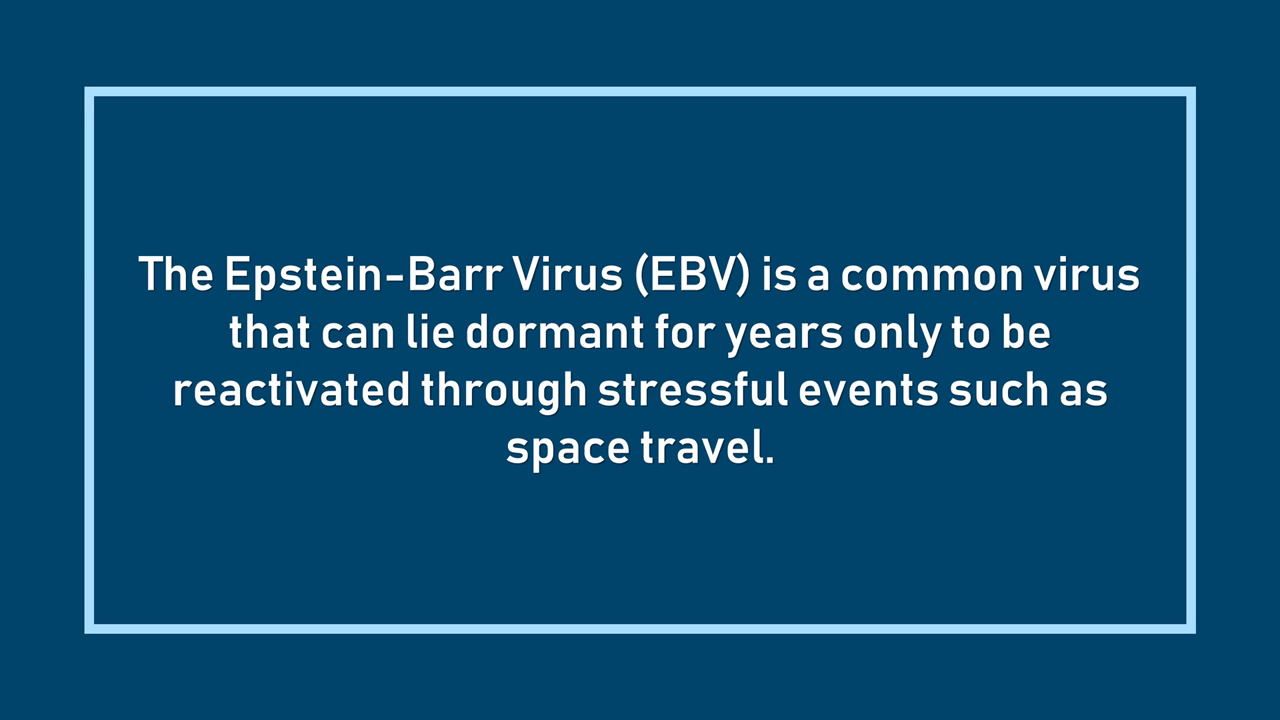 The Epstein-Barr Virus (EBV) is a common virus
that can lie dormant for years only to be
reactivated through stressful events such as
space travel.